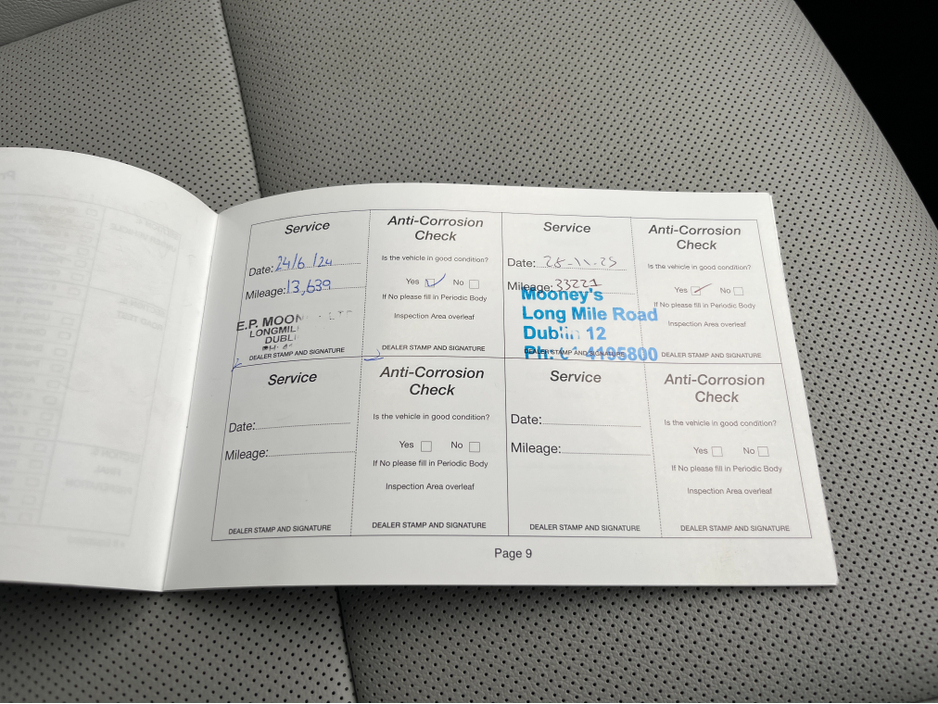 Service
Date: 24/6/24
Mileage: 13,639
E.P. MOON
LONGMIL
DUBL
DEALER STAMP AND SIGNATURE
Anti-Corrosion
Check
Is the vehicle in good condition?
Yes No
If No please fill in Periodic Body
Inspection Area overleaf
DEALER STAMP AND SIGNATURE
Service
Date: 25-11-25
Mileage: 33221
Mooney's
Long Mile Road
Dublin 12
Ph: 4195800
DEALER STAMP AND SIGNATURE
Anti-Corrosion
Check
Is the vehicle in good condition?
Yes No
If No please fill in Periodic Body
Inspection Area overleaf
DEALER STAMP AND SIGNATURE
Service
Date:
Mileage:
DEALER STAMP AND SIGNATURE
Anti-Corrosion
Check
Is the vehicle in good condition?
Yes No
If No please fill in Periodic Body
Inspection Area overleaf
DEALER STAMP AND SIGNATURE
Service
Date:
Mileage:
DEALER STAMP AND SIGNATURE
Anti-Corrosion
Check
Is the vehicle in good condition?
Yes No
If No please fill in Periodic Body
Inspection Area overleaf
DEALER STAMP AND SIGNATURE
Page 9